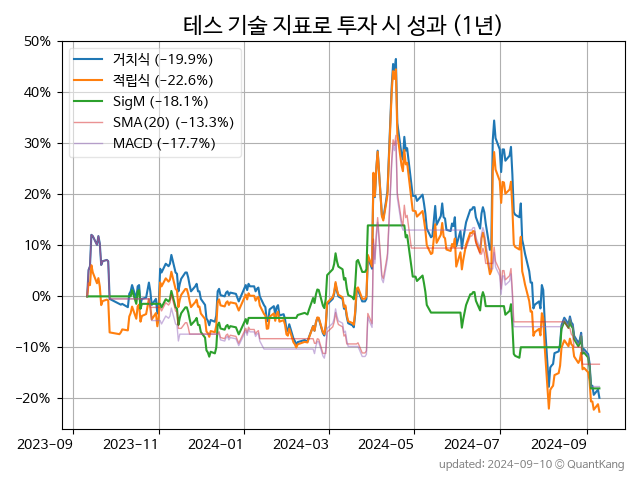 테스 기술 지표로 투자 시 성과 (1년)
50%
40%
30%
20%
10%
0%
−10%
−20%
거치식 (−19.9%)
적립식 (−22.6%)
SigM (−18.1%)
SMA(20) (−13.3%)
MACD (−17.7%)
2023-09 2023-11 2024-01 2024-03 2024-05 2024-07 2024-09
updated: 2024-09-10 © QuantKang